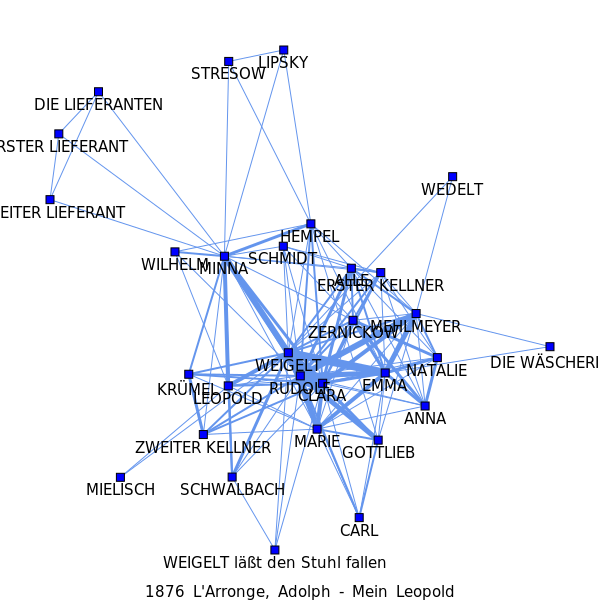 LIPSKY
STRESOW
DIE LIEFERANTEN
RSTER LIEFERANT
WEDELT
EITER LIEFERANT
HEMPEL
SCHMIDT
WILHELM
MINNA
ALLE
ERSTER KELLNER
MEHLMEYER
ZERNICKOW
DIE WÄSCHERI
WEIGELT
NATALIE
EMMA
RUDOLF
KRÜMEL
CLARA
LEOPOLD
ANNA
MARIE
ZWEITER KELLNER
GOTTLIEB
MIELISCH
SCHWALBACH
CARL
WEIGELT läßt den Stuhl fallen
1876 L'Arronge, Adolph - Mein Leopold